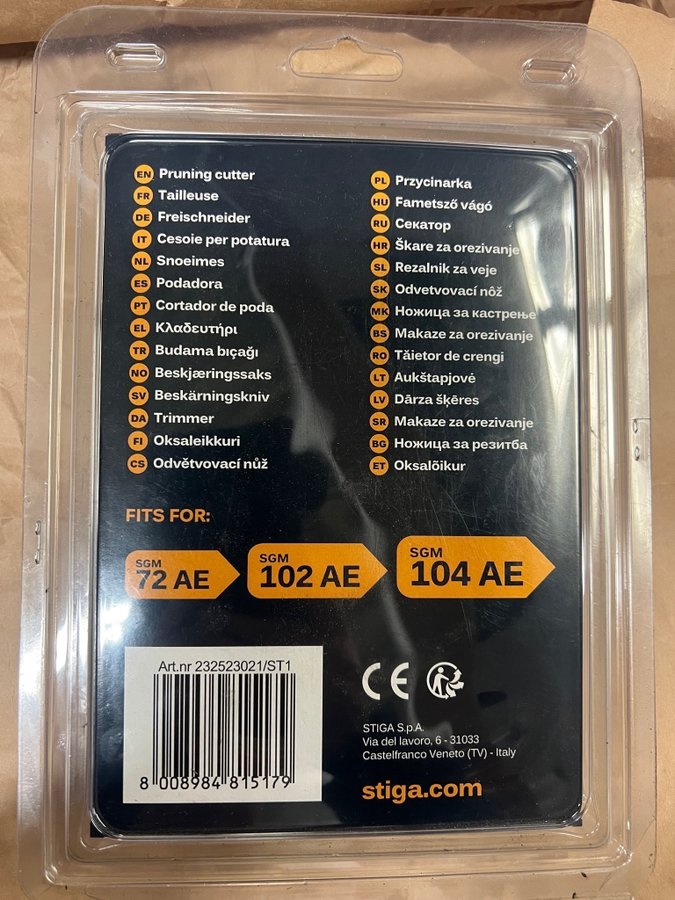 EN Pruning cutter
FR Tailleuse
DE Freischneider
IT Cesoie per potatura
NL Snoeimes
ES Podadora
PT Cortador de poda
EL Κλαδευτήρι
TR Budama bıçağı
NO Beskjæringssaks
SV Beskärningskniv
DA Trimmer
FI Oksaleikkuri
CS Odvětvovací nůž
PL Przycinarka
HU Fametsző vágó
RU Секатор
HR Škare za orezivanje
SL Rezalnik za veje
SK Odvetvovací nôž
MK Ножица за кастрење
BS Makaze za orezivanje
RO Tăietor de crengi
LT Aukštapjovė
LV Dārza šķēres
SR Makaze za orezivanje
BG Ножица за резитба
ET Oksalõikur
FITS FOR:
SGM
72 AE
SGM
102 AE
SGM
104 AE
Art.nr 232523021/ST1
8 008984 815179
CE
STIGA S.p.A.
Via del lavoro, 6 - 31033
Castelfranco Veneto (TV) - Italy
stiga.com